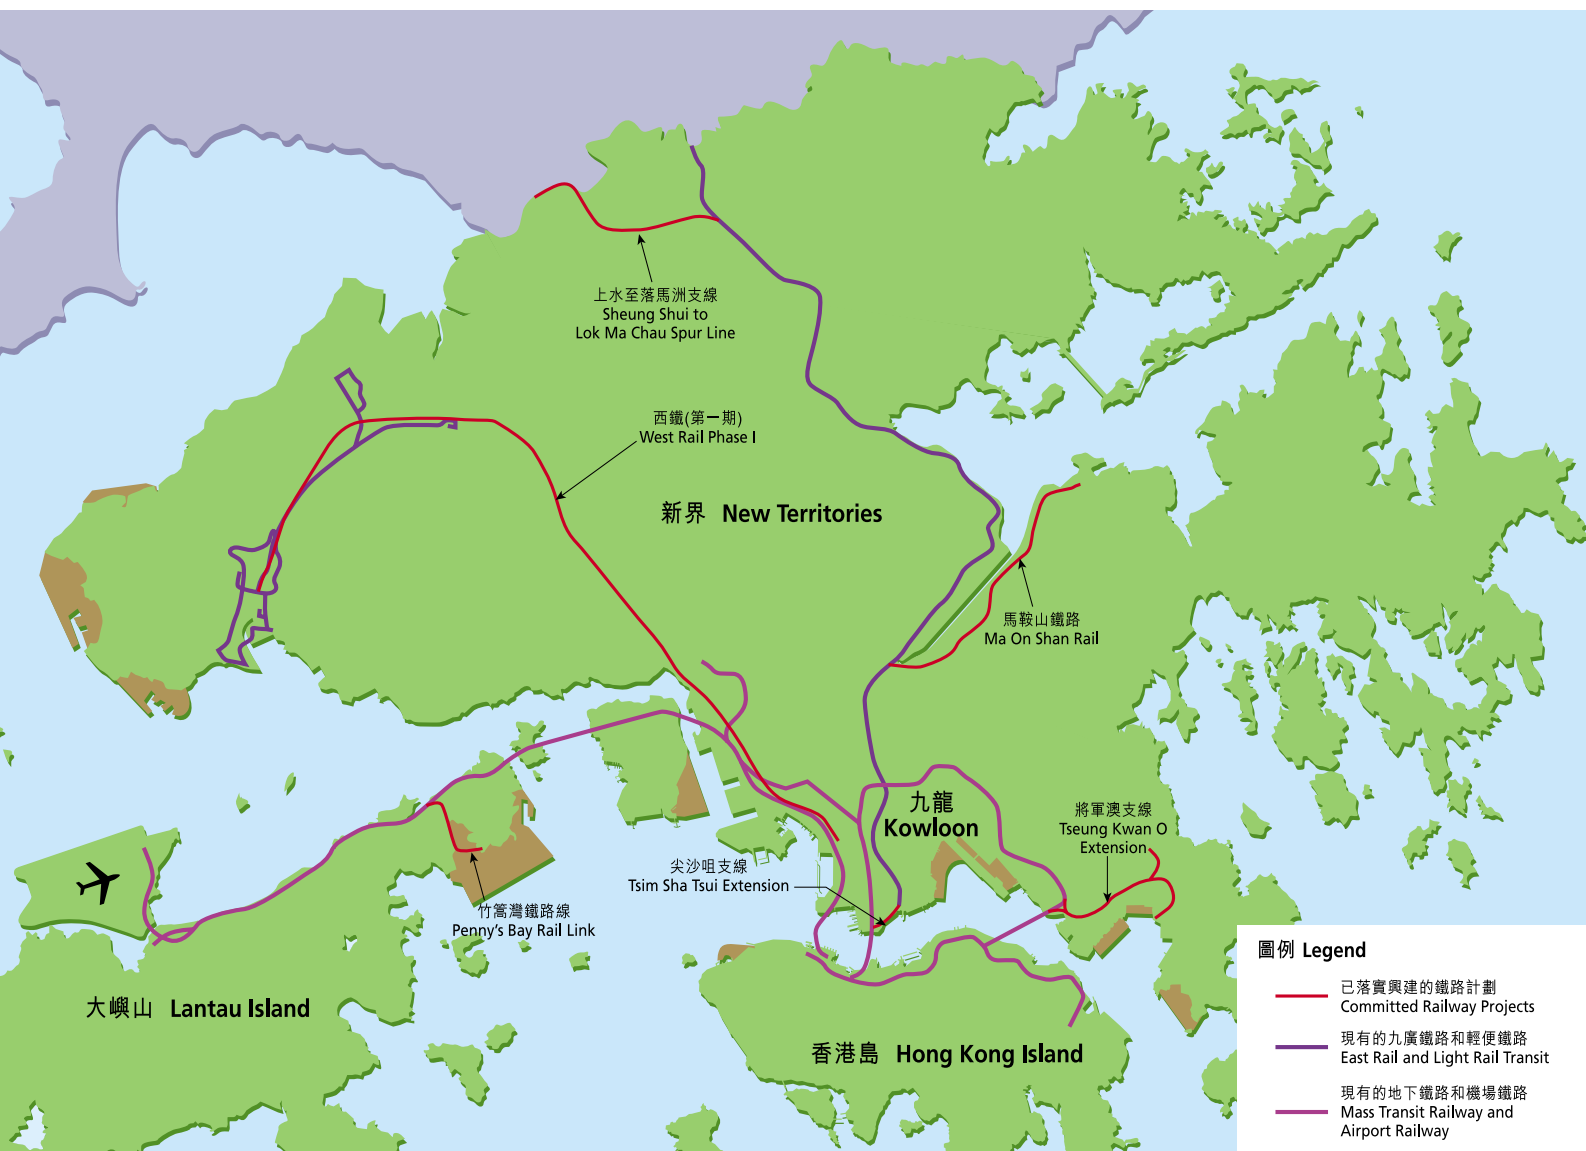 上水至落馬洲支線
Sheung Shui to
Lok Ma Chau Spur Line
西鐵(第一期)
West Rail Phase I
新界 New Territories
馬鞍山鐵路
Ma On Shan Rail
九龍
Kowloon
將軍澳支線
Tseung Kwan O
Extension
尖沙咀支線
Tsim Sha Tsui Extension
竹篙灣鐵路線
Penny's Bay Rail Link
大嶼山 Lantau Island
香港島 Hong Kong Island
圖例 Legend
已落實興建的鐵路計劃
Committed Railway Projects
現有的九廣鐵路和輕便鐵路
East Rail and Light Rail Transit
現有的地下鐵路和機場鐵路
Mass Transit Railway and
Airport Railway